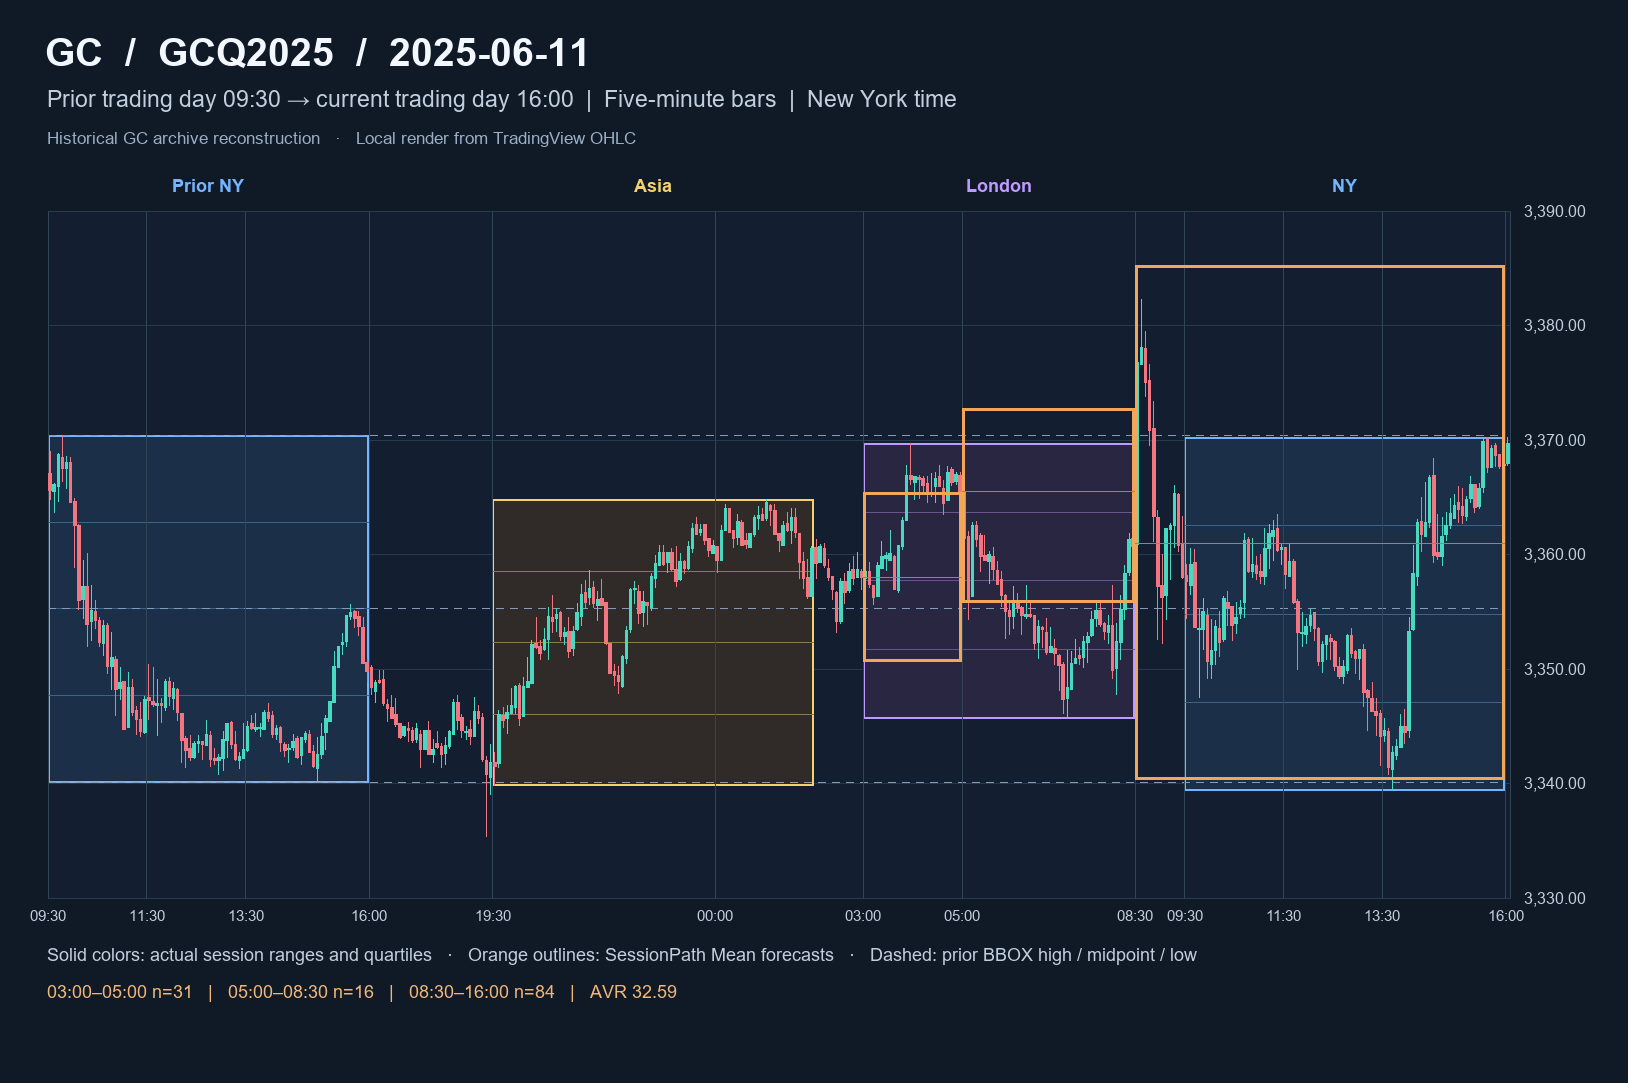 GC / GCQ2025 / 2025-06-11
Prior trading day 09:30 → current trading day 16:00 | Five-minute bars | New York time
Historical GC archive reconstruction · Local render from TradingView OHLC
Prior NY Asia London NY
3,390.00
3,380.00
3,370.00
3,360.00
3,350.00
3,340.00
3,330.00
09:30 11:30 13:30 16:00 19:30 00:00 03:00 05:00 08:30 09:30 11:30 13:30 16:00
Solid colors: actual session ranges and quartiles · Orange outlines: SessionPath Mean forecasts · Dashed: prior BBOX high / midpoint / low
03:00–05:00 n=31 | 05:00–08:30 n=16 | 08:30–16:00 n=84 | AVR 32.59